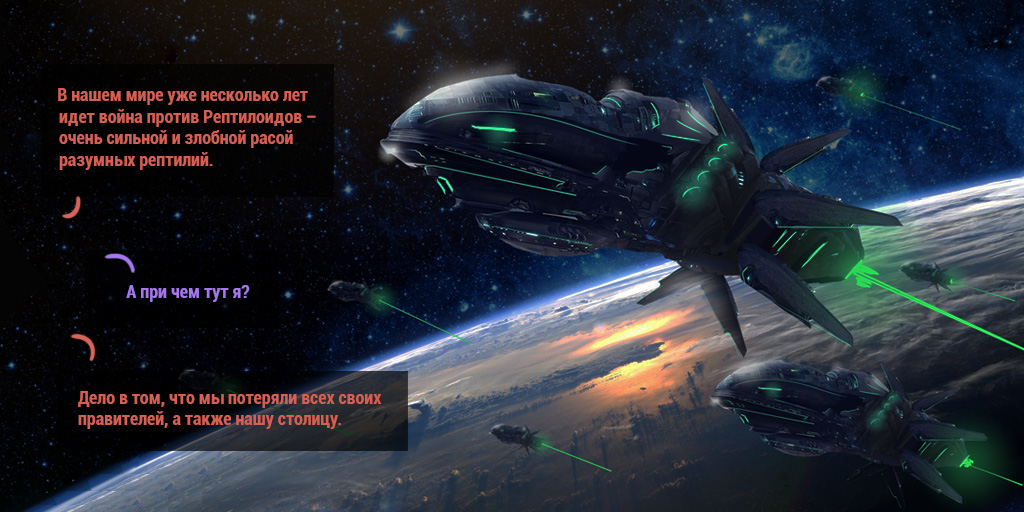 В нашем мире уже несколько лет
идет война против Рептилоидов –
очень сильной и злобной расой
разумных рептилий.
А при чем тут я?
Дело в том, что мы потеряли всех своих
правителей, а также нашу столицу.